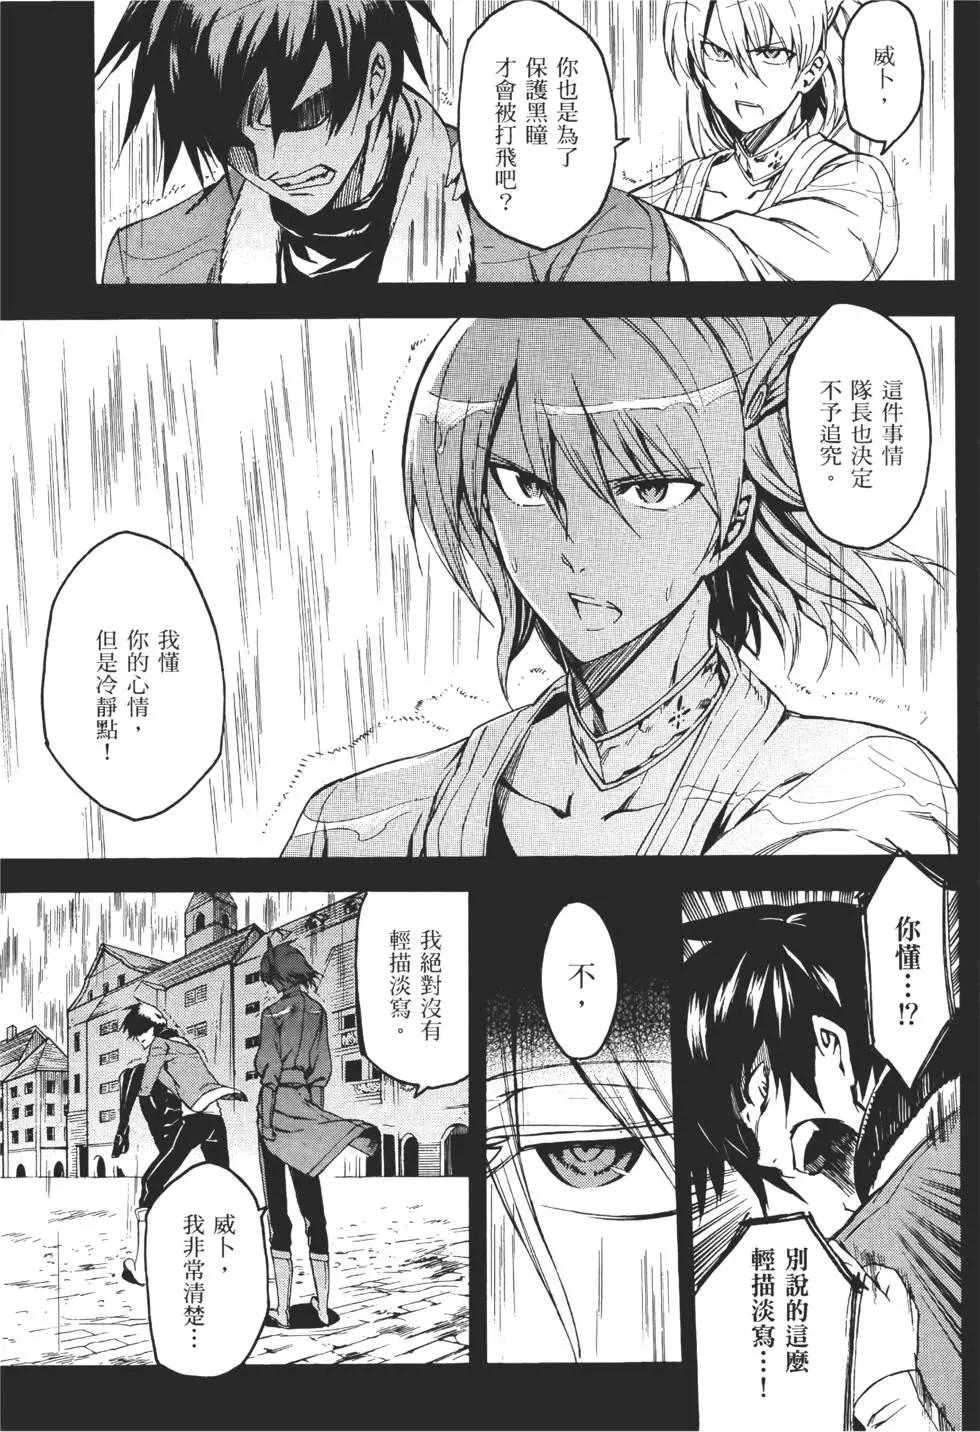 威卜，
你也是為了
保護黑瞳
才會被打飛吧？
這件事情
隊長也決定
不予追究。
我懂
你的心情，
但是冷靜點！
你懂…!?
別說的這麼
輕描淡寫…！
不，
我絕對沒有
輕描淡寫。
威卜，
我非常清楚…